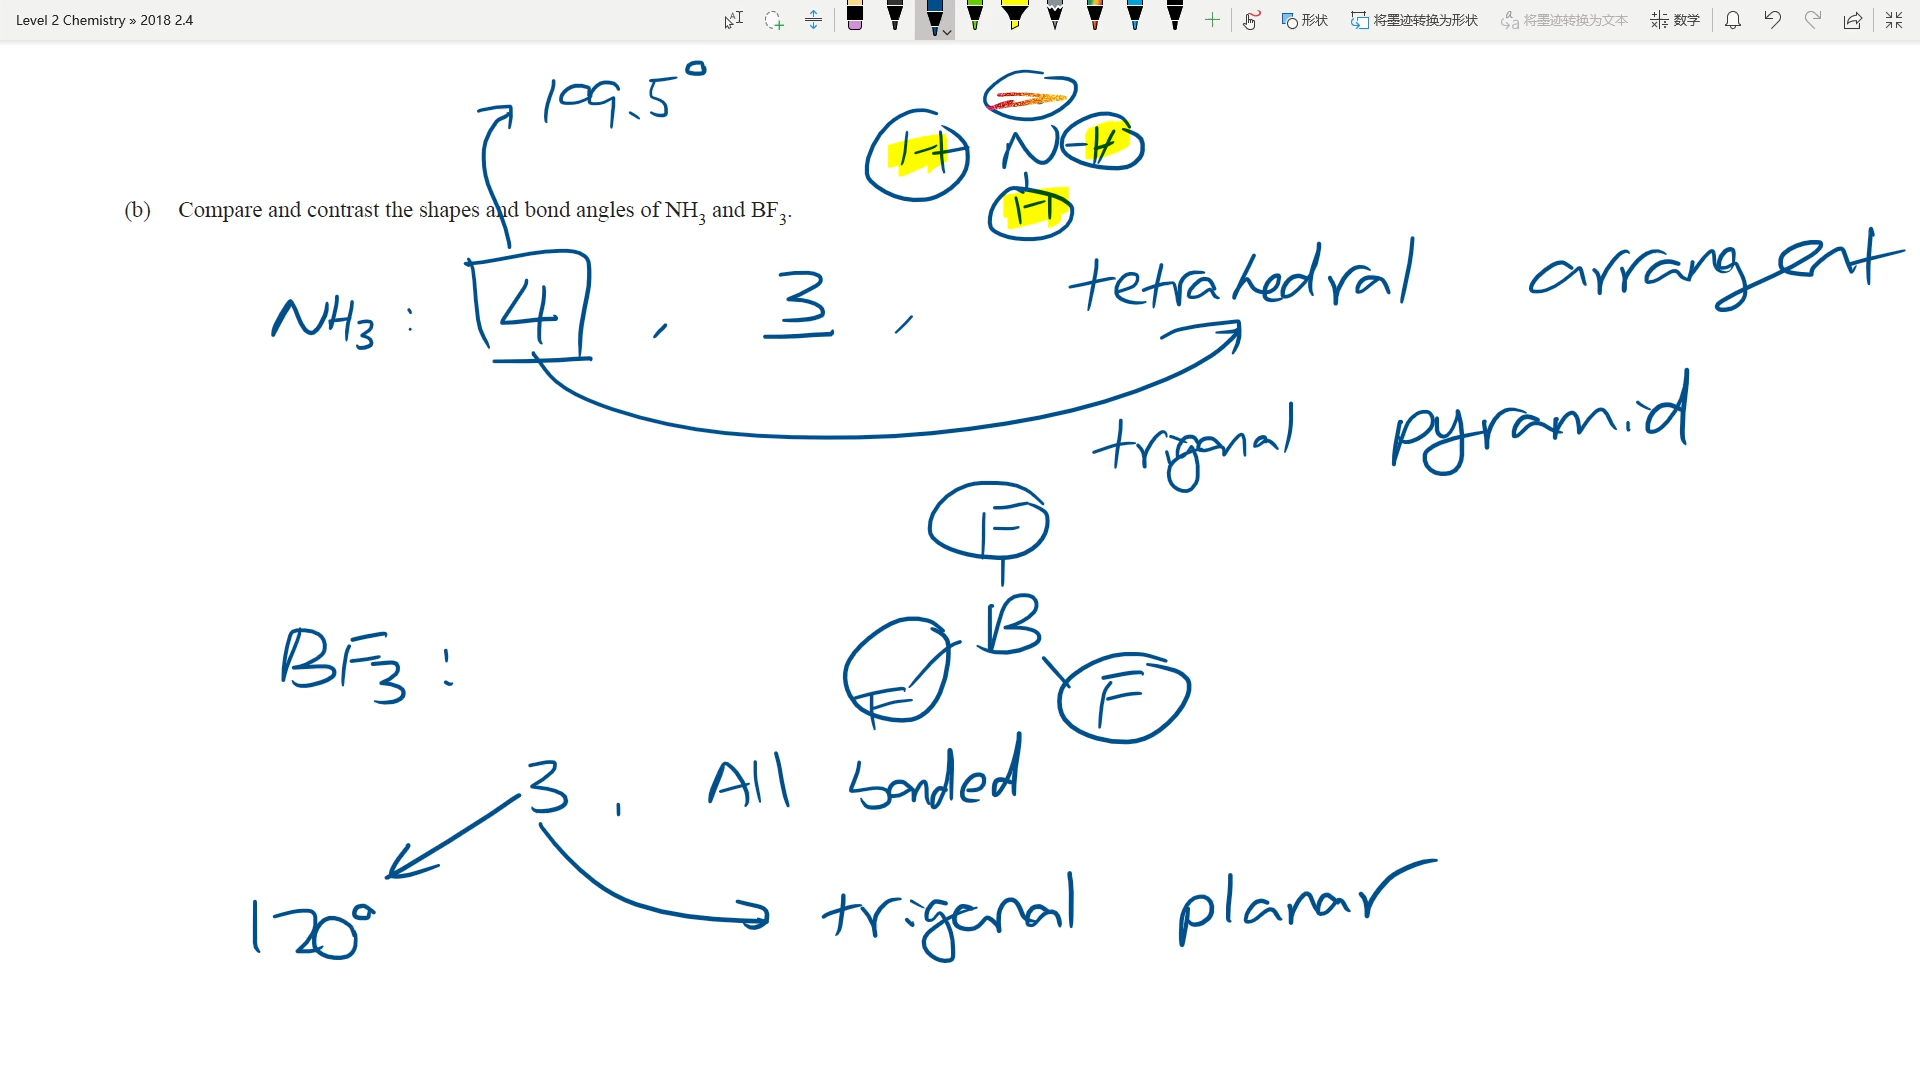 Level 2 Chemistry » 2018 2.4
形状 将墨迹转换为形状 将墨迹转换为文本 数学
109.5°
H N-H
H
(b) Compare and contrast the shapes and bond angles of NH₃ and BF₃.
NH₃ : 4 , 3 , tetrahedral arrangent
trigonal pyramid
F
B
BF₃ : F F
3 , All bonded
120° trigonal planar